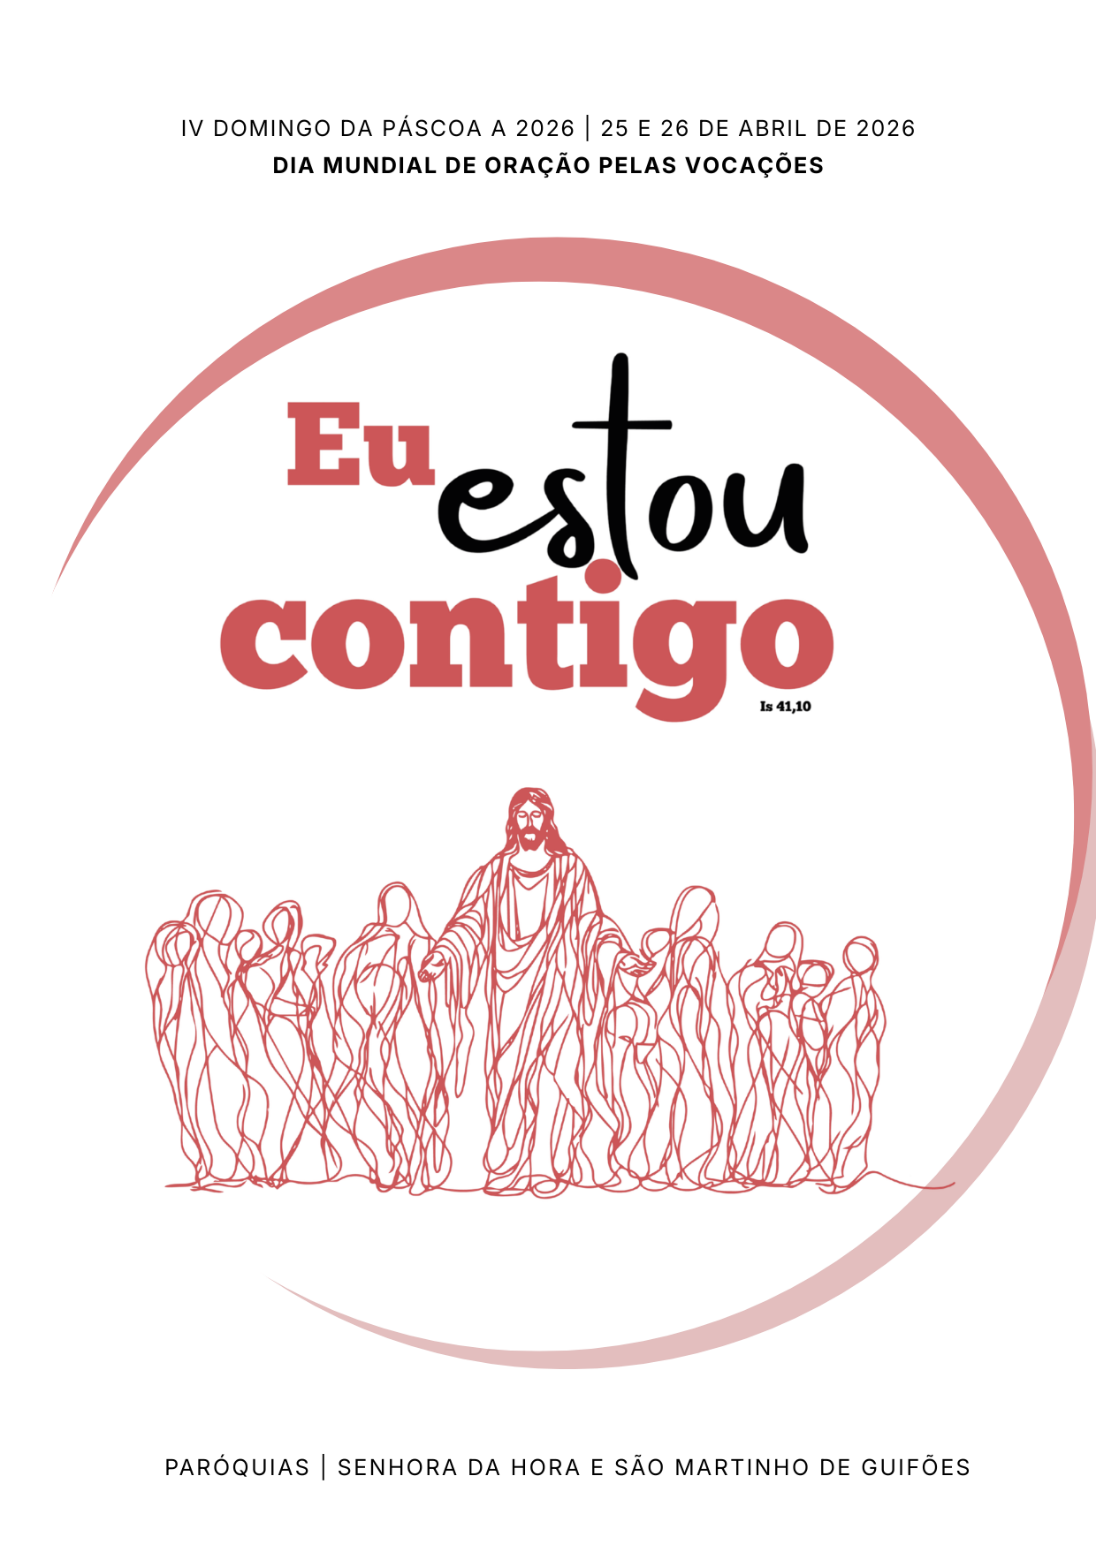 IV DOMINGO DA PÁSCOA A 2026 | 25 E 26 DE ABRIL DE 2026
DIA MUNDIAL DE ORAÇÃO PELAS VOCAÇÕES
Eu estou
contigo
Is 41,10
PARÓQUIAS | SENHORA DA HORA E SÃO MARTINHO DE GUIFÕES